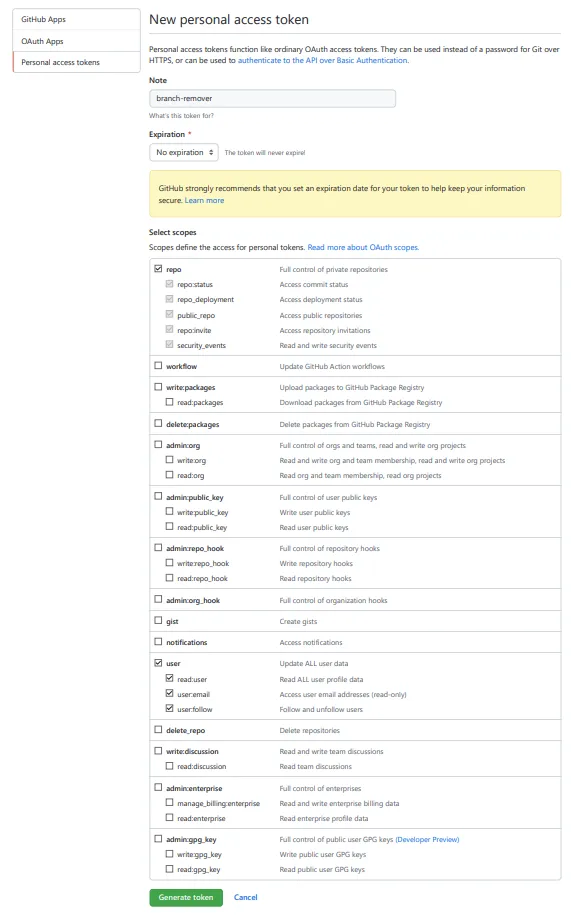 GitHub Apps
OAuth Apps
Personal access tokens
New personal access token
Personal access tokens function like ordinary OAuth access tokens. They can be used instead of a password for Git over
HTTPS, or can be used to authenticate to the API over Basic Authentication.
Note
branch-remover
What's this token for?
Expiration *
No expiration The token will never expire!
GitHub strongly recommends that you set an expiration date for your token to help keep your information
secure. Learn more
Select scopes
Scopes define the access for personal tokens. Read more about OAuth scopes.
repo Full control of private repositories
repo:status Access commit status
repo_deployment Access deployment status
public_repo Access public repositories
repo:invite Access repository invitations
security_events Read and write security events
workflow Update GitHub Action workflows
write:packages Upload packages to GitHub Package Registry
read:packages Download packages from GitHub Package Registry
delete:packages Delete packages from GitHub Package Registry
admin:org Full control of orgs and teams, read and write org projects
write:org Read and write org and team membership, read and write org projects
read:org Read org and team membership, read org projects
admin:public_key Full control of user public keys
write:public_key Write user public keys
read:public_key Read user public keys
admin:repo_hook Full control of repository hooks
write:repo_hook Write repository hooks
read:repo_hook Read repository hooks
admin:org_hook Full control of organization hooks
gist Create gists
notifications Access notifications
user Update ALL user data
read:user Read ALL user profile data
user:email Access user email addresses (read-only)
user:follow Follow and unfollow users
delete_repo Delete repositories
write:discussion Read and write team discussions
read:discussion Read team discussions
admin:enterprise Full control of enterprises
manage_billing:enterprise Read and write enterprise billing data
read:enterprise Read enterprise profile data
admin:gpg_key Full control of public user GPG keys (Developer Preview)
write:gpg_key Write public user GPG keys
read:gpg_key Read public user GPG keys
Generate token Cancel